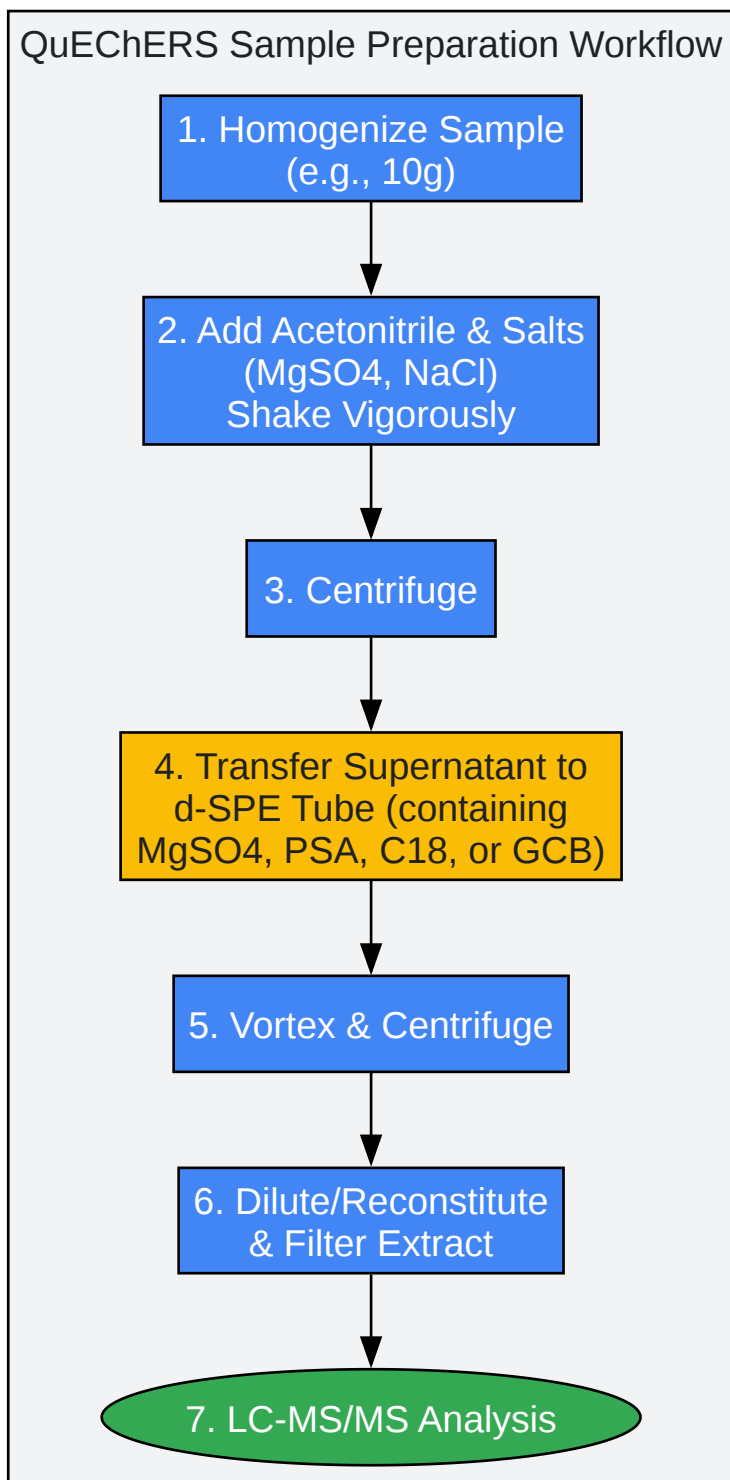 QuEChERS Sample Preparation Workflow
1. Homogenize Sample
(e.g., 10g)
2. Add Acetonitrile & Salts
(MgSO4, NaCl)
Shake Vigorously
3. Centrifuge
4. Transfer Supernatant to
d-SPE Tube (containing
MgSO4, PSA, C18, or GCB)
5. Vortex & Centrifuge
6. Dilute/Reconstitute
& Filter Extract
7. LC-MS/MS Analysis